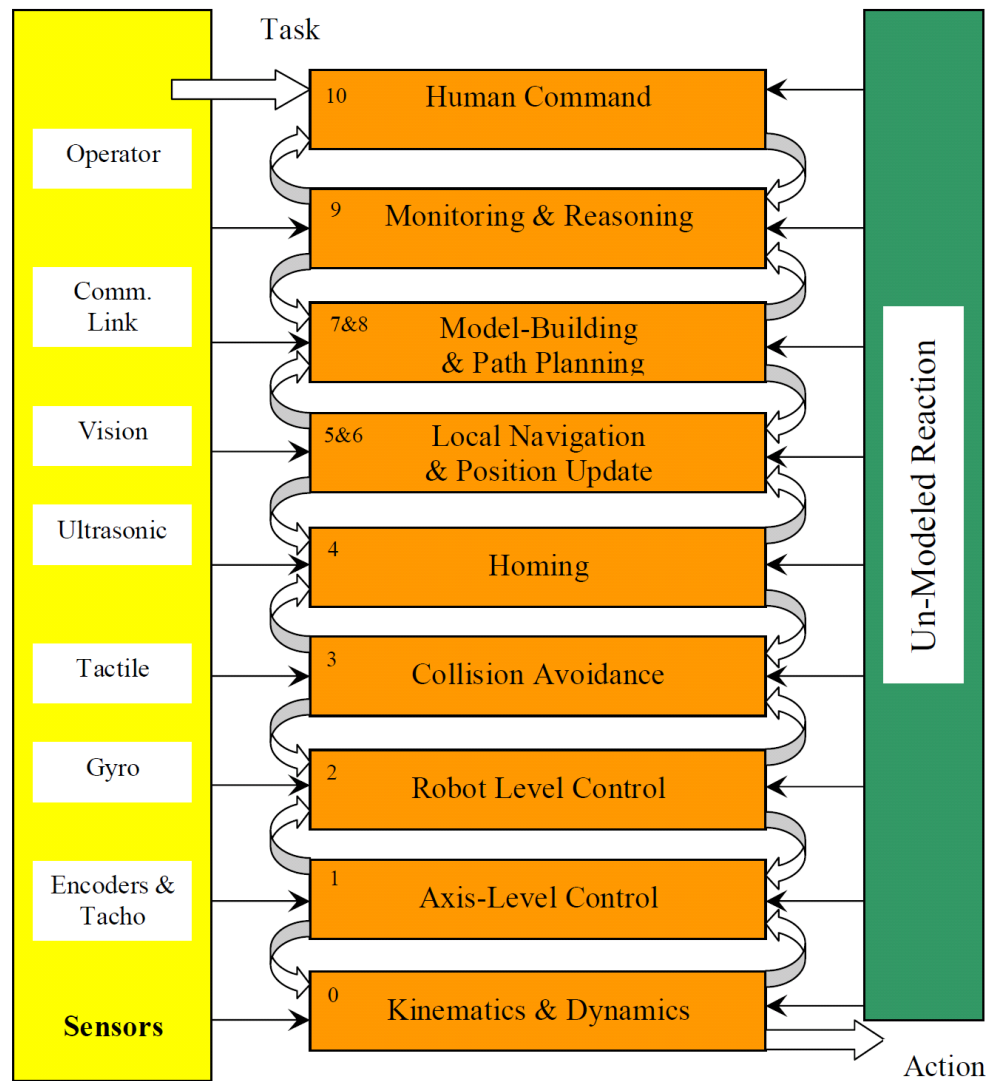 Task
Operator
Comm.
Link
Vision
Ultrasonic
Tactile
Gyro
Encoders &
Tacho
Sensors
10
Human Command
9
Monitoring & Reasoning
7&8
Model-Building
& Path Planning
5&6
Local Navigation
& Position Update
4
Homing
3
Collision Avoidance
2
Robot Level Control
1
Axis-Level Control
0
Kinematics & Dynamics
Un-Modeled Reaction
Action